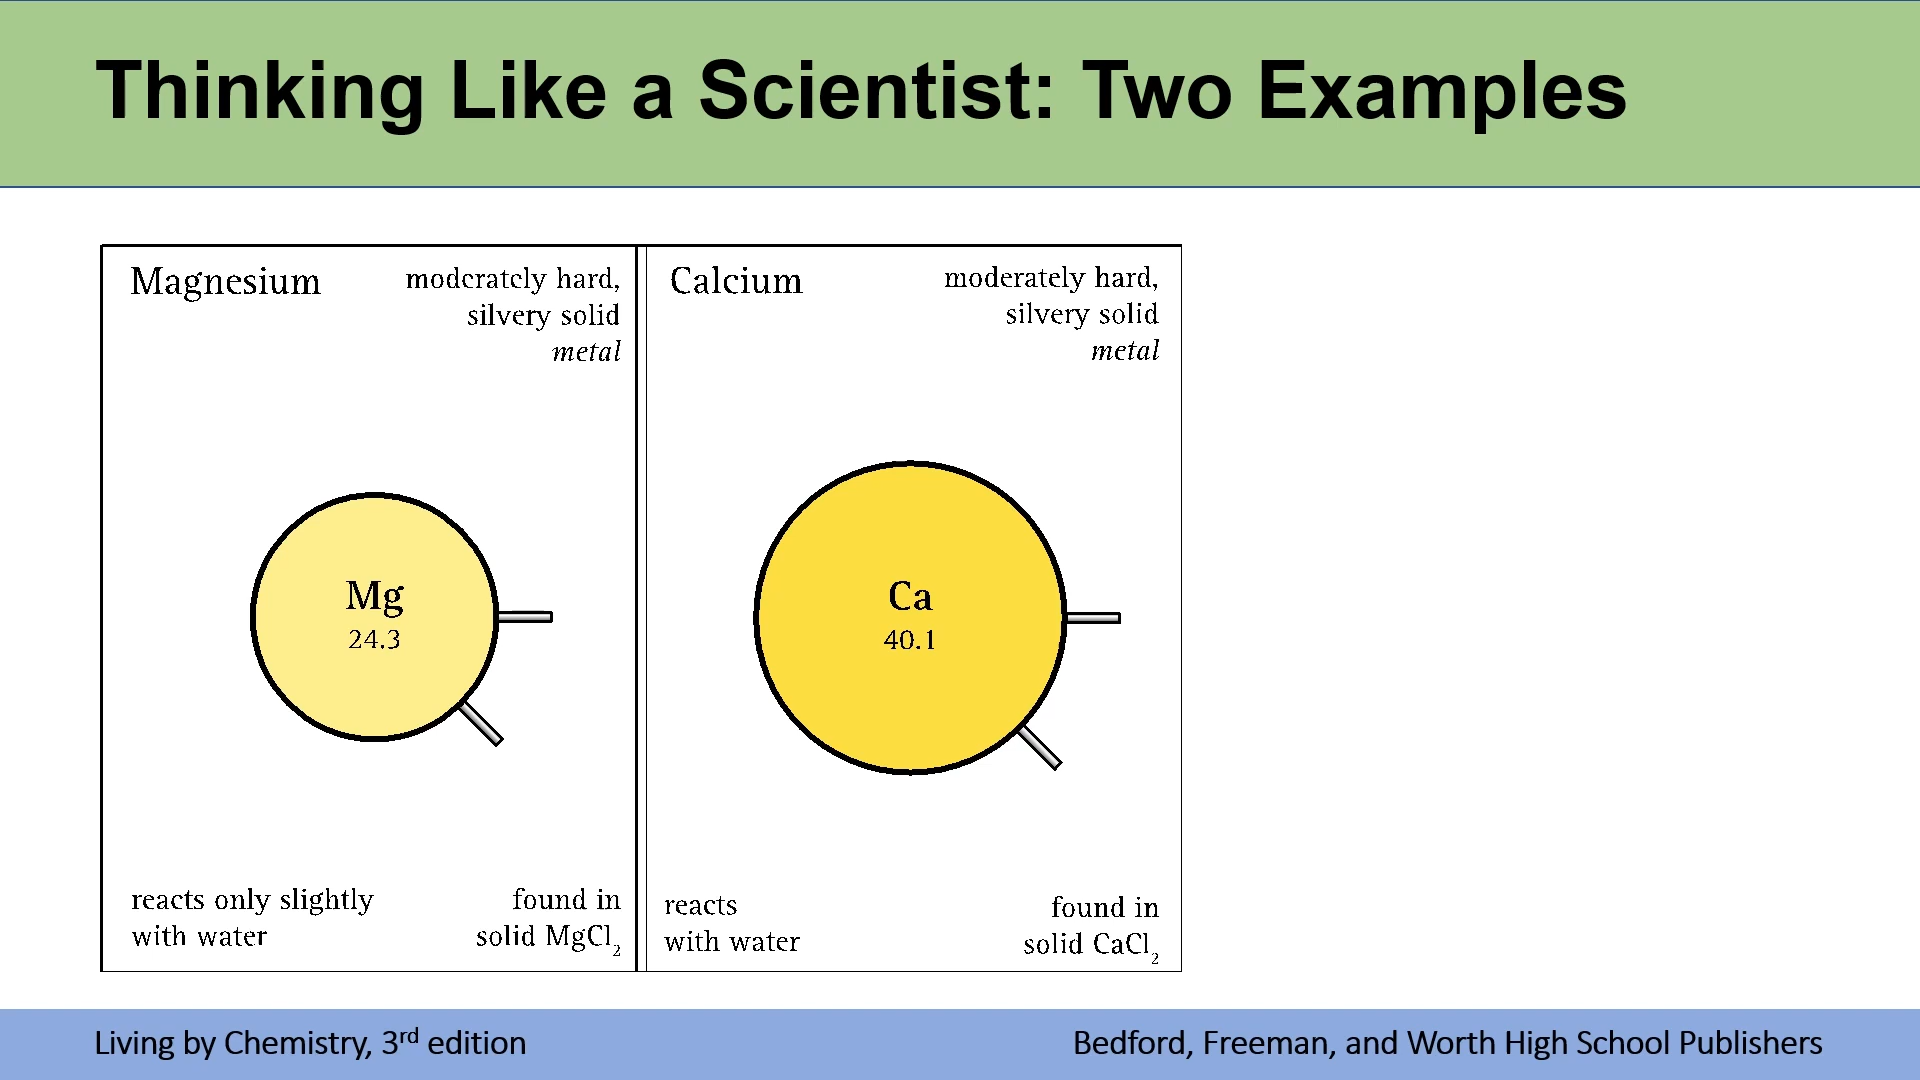 Thinking Like a Scientist: Two Examples
Magnesium
moderately hard,
silvery solid
metal
Mg
24.3
reacts only slightly
with water
found in
solid MgCl₂
Calcium
moderately hard,
silvery solid
metal
Ca
40.1
reacts
with water
found in
solid CaCl₂
Living by Chemistry, 3rd edition
Bedford, Freeman, and Worth High School Publishers